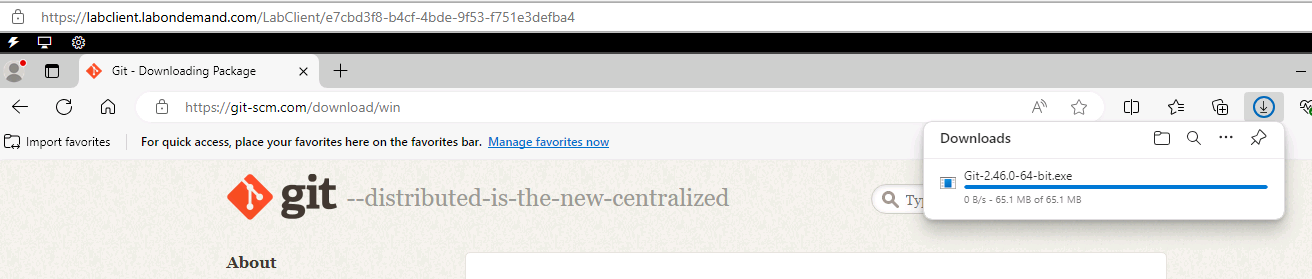 https://labclient.labondemand.com/LabClient/e7cbd3f8-b4cf-4bde-9f53-f751e3defba4
Git - Downloading Package
https://git-scm.com/download/win
Import favorites
For quick access, place your favorites here on the favorites bar. Manage favorites now
Downloads
Git-2.46.0-64-bit.exe
0 B/s - 65.1 MB of 65.1 MB
git --distributed-is-the-new-centralized
About